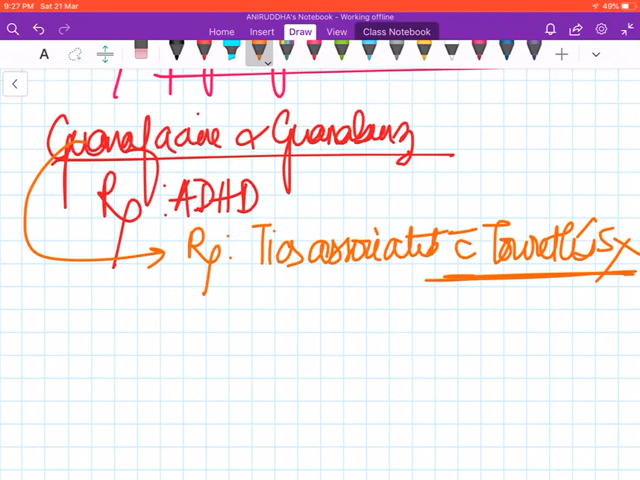 9:27 PM Sat 21 Mar
49%
ANIRUDDHA's Notebook - Working offline
Home Insert Draw View Class Notebook
A
Guanafacine & Guanabenz
Rx : ADHD
Rx : Tics associated c̄ Tourette's Sx